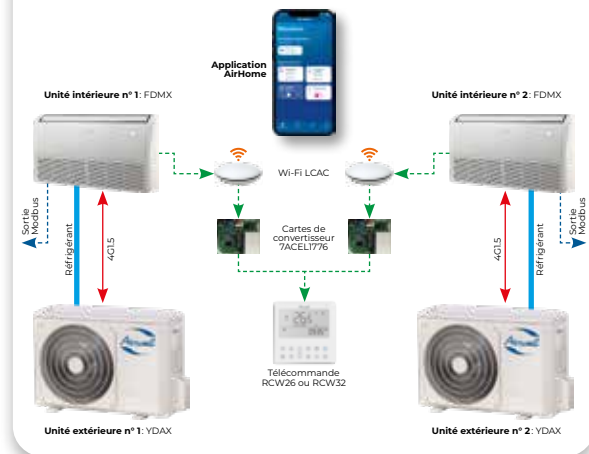 Application
AirHome
Unité intérieure n° 1 : FDMX
Unité intérieure n° 2 : FDMX
Wi-Fi LCAC
Sortie
Modbus
Réfrigérant
4G1.5
Cartes de
convertisseur
7ACEL1776
4G1.5
Réfrigérant
Sortie
Modbus
Télécommande
RCW26 ou RCW32
Airwell
Airwell
Unité extérieure n° 1 : YDAX
Unité extérieure n° 2 : YDAX